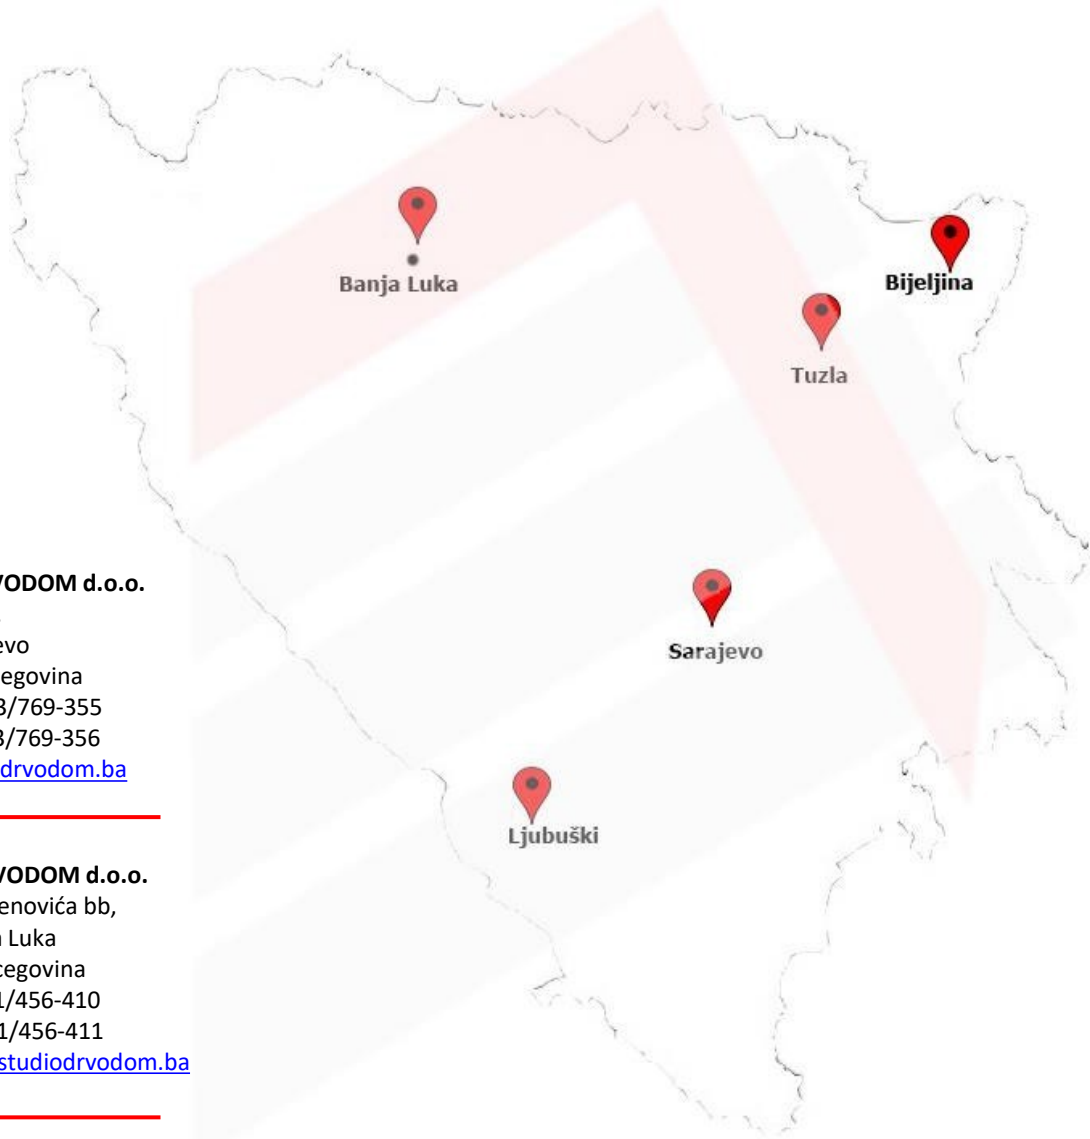 Banja Luka
Bijeljina
Tuzla
Sarajevo
Ljubuški
VODOM d.o.o.
evo
egovina
3/769-355
3/769-356
drvodom.ba
VODOM d.o.o.
enovića bb,
Luka
cegovina
1/456-410
1/456-411
studiodrvodom.ba